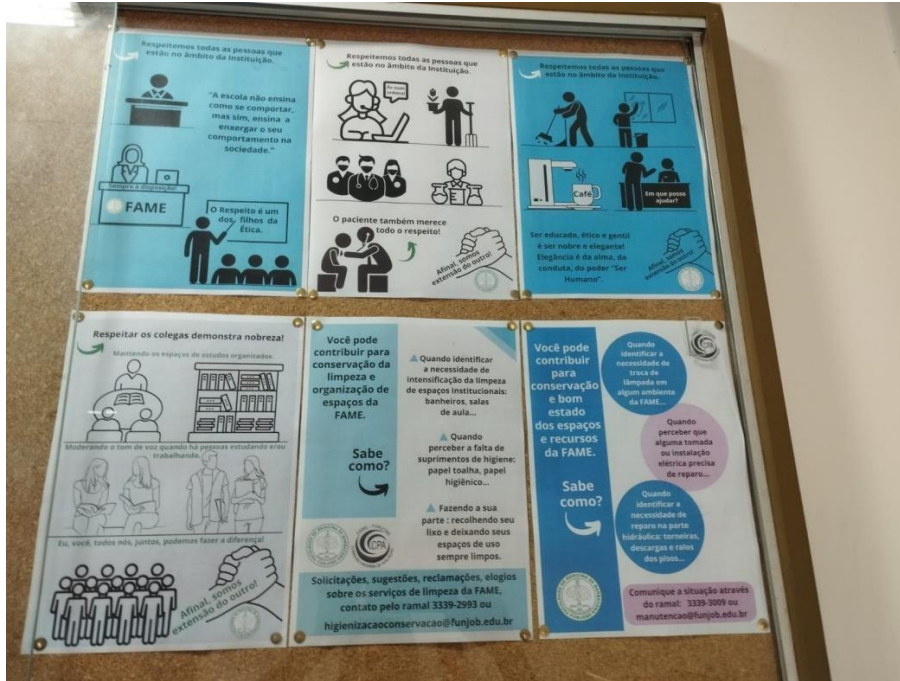 Respeitemos todas as pessoas que
estão no âmbito da Instituição.
"A escola não ensina
como se comportar,
mas sim, ensina a
enxergar o seu
comportamento na
sociedade."
Sempre à disposição!
FAME
O Respeito é um
dos filhos da
Ética.
Respeitemos todas as pessoas que
estão no âmbito da Instituição.
O paciente também merece
todo o respeito!
Afinal, somos
extensão do outro!
Respeitemos todas as pessoas que
estão no âmbito da Instituição.
Café
Em que posso
ajudar?
Ser educado, ético e gentil
é ser nobre e elegante!
Elegância é da alma, da
conduta, do poder "Ser
Humano".
Afinal, somos
extensão do outro!
Respeitar os colegas demonstra nobreza!
Mantendo os espaços de estudos organizados.
Moderando o tom de voz quando há pessoas estudando e/ou
trabalhando.
Eu, você, todos nós, juntos, podemos fazer a diferença!
Afinal, somos
extensão do outro!
Você pode
contribuir para
conservação da
limpeza e
organização de
espaços da
FAME.
Sabe
como?
Quando identificar
a necessidade de
intensificação da limpeza
de espaços institucionais:
banheiros, salas
de aula...
Quando
perceber a falta de
suprimentos de higiene:
papel toalha, papel
higiênico...
Fazendo a sua
parte : recolhendo seu
lixo e deixando seus
espaços de uso
sempre limpos.
CPA
Solicitações, sugestões, reclamações, elogios
sobre os serviços de limpeza da FAME,
contato pelo ramal 3339-2993 ou
higienizacaoconservacao@funjob.edu.br
Você pode
contribuir
para
conservação
e bom
estado
dos espaços
e recursos
da FAME.
Sabe
como?
CPA
Quando
identificar a
necessidade de
troca de
lâmpada em
algum ambiente
da FAME...
Quando
perceber que
alguma tomada
ou instalação
elétrica precisa
de reparo...
Quando
identificar a
necessidade de
reparo na parte
hidráulica: torneiras,
descargas e ralos
dos pisos...
Comunique a situação através
do ramal: 3339-3009 ou
manutencao@funjob.edu.br